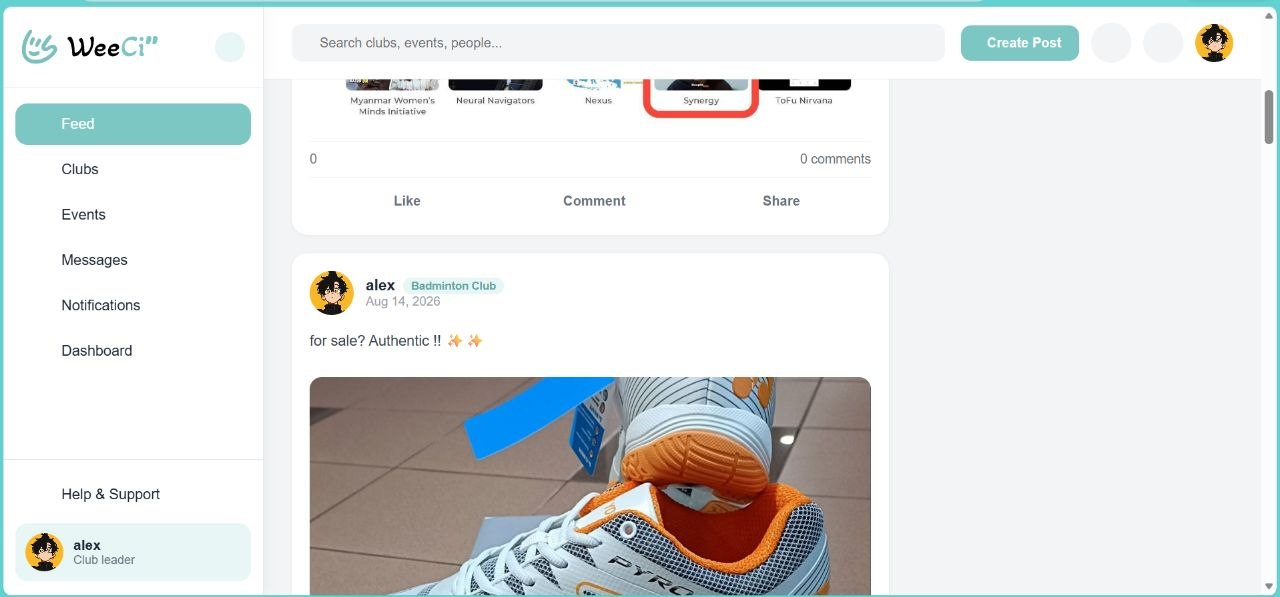 WeeCi"
Search clubs, events, people...
Create Post
Feed
Clubs
Events
Messages
Notifications
Dashboard
Help & Support
alex
Club leader
Myanmar Women's
Minds Initiative
Neural Navigators
Nexus
Synergy
ToFu Nirvana
0
0 comments
Like
Comment
Share
alex
Badminton Club
Aug 14, 2026
for sale? Authentic !! ✨ ✨
PYRO